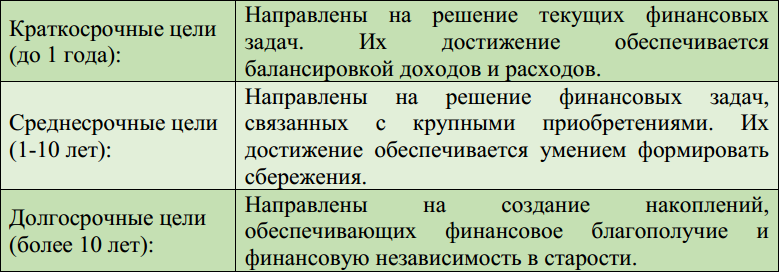 Краткосрочные цели
(до 1 года):
Направлены на решение текущих финансовых
задач. Их достижение обеспечивается
балансировкой доходов и расходов.
Среднесрочные цели
(1-10 лет):
Направлены на решение финансовых задач,
связанных с крупными приобретениями. Их
достижение обеспечивается умением формировать
сбережения.
Долгосрочные цели
(более 10 лет):
Направлены на создание накоплений,
обеспечивающих финансовое благополучие и
финансовую независимость в старости.